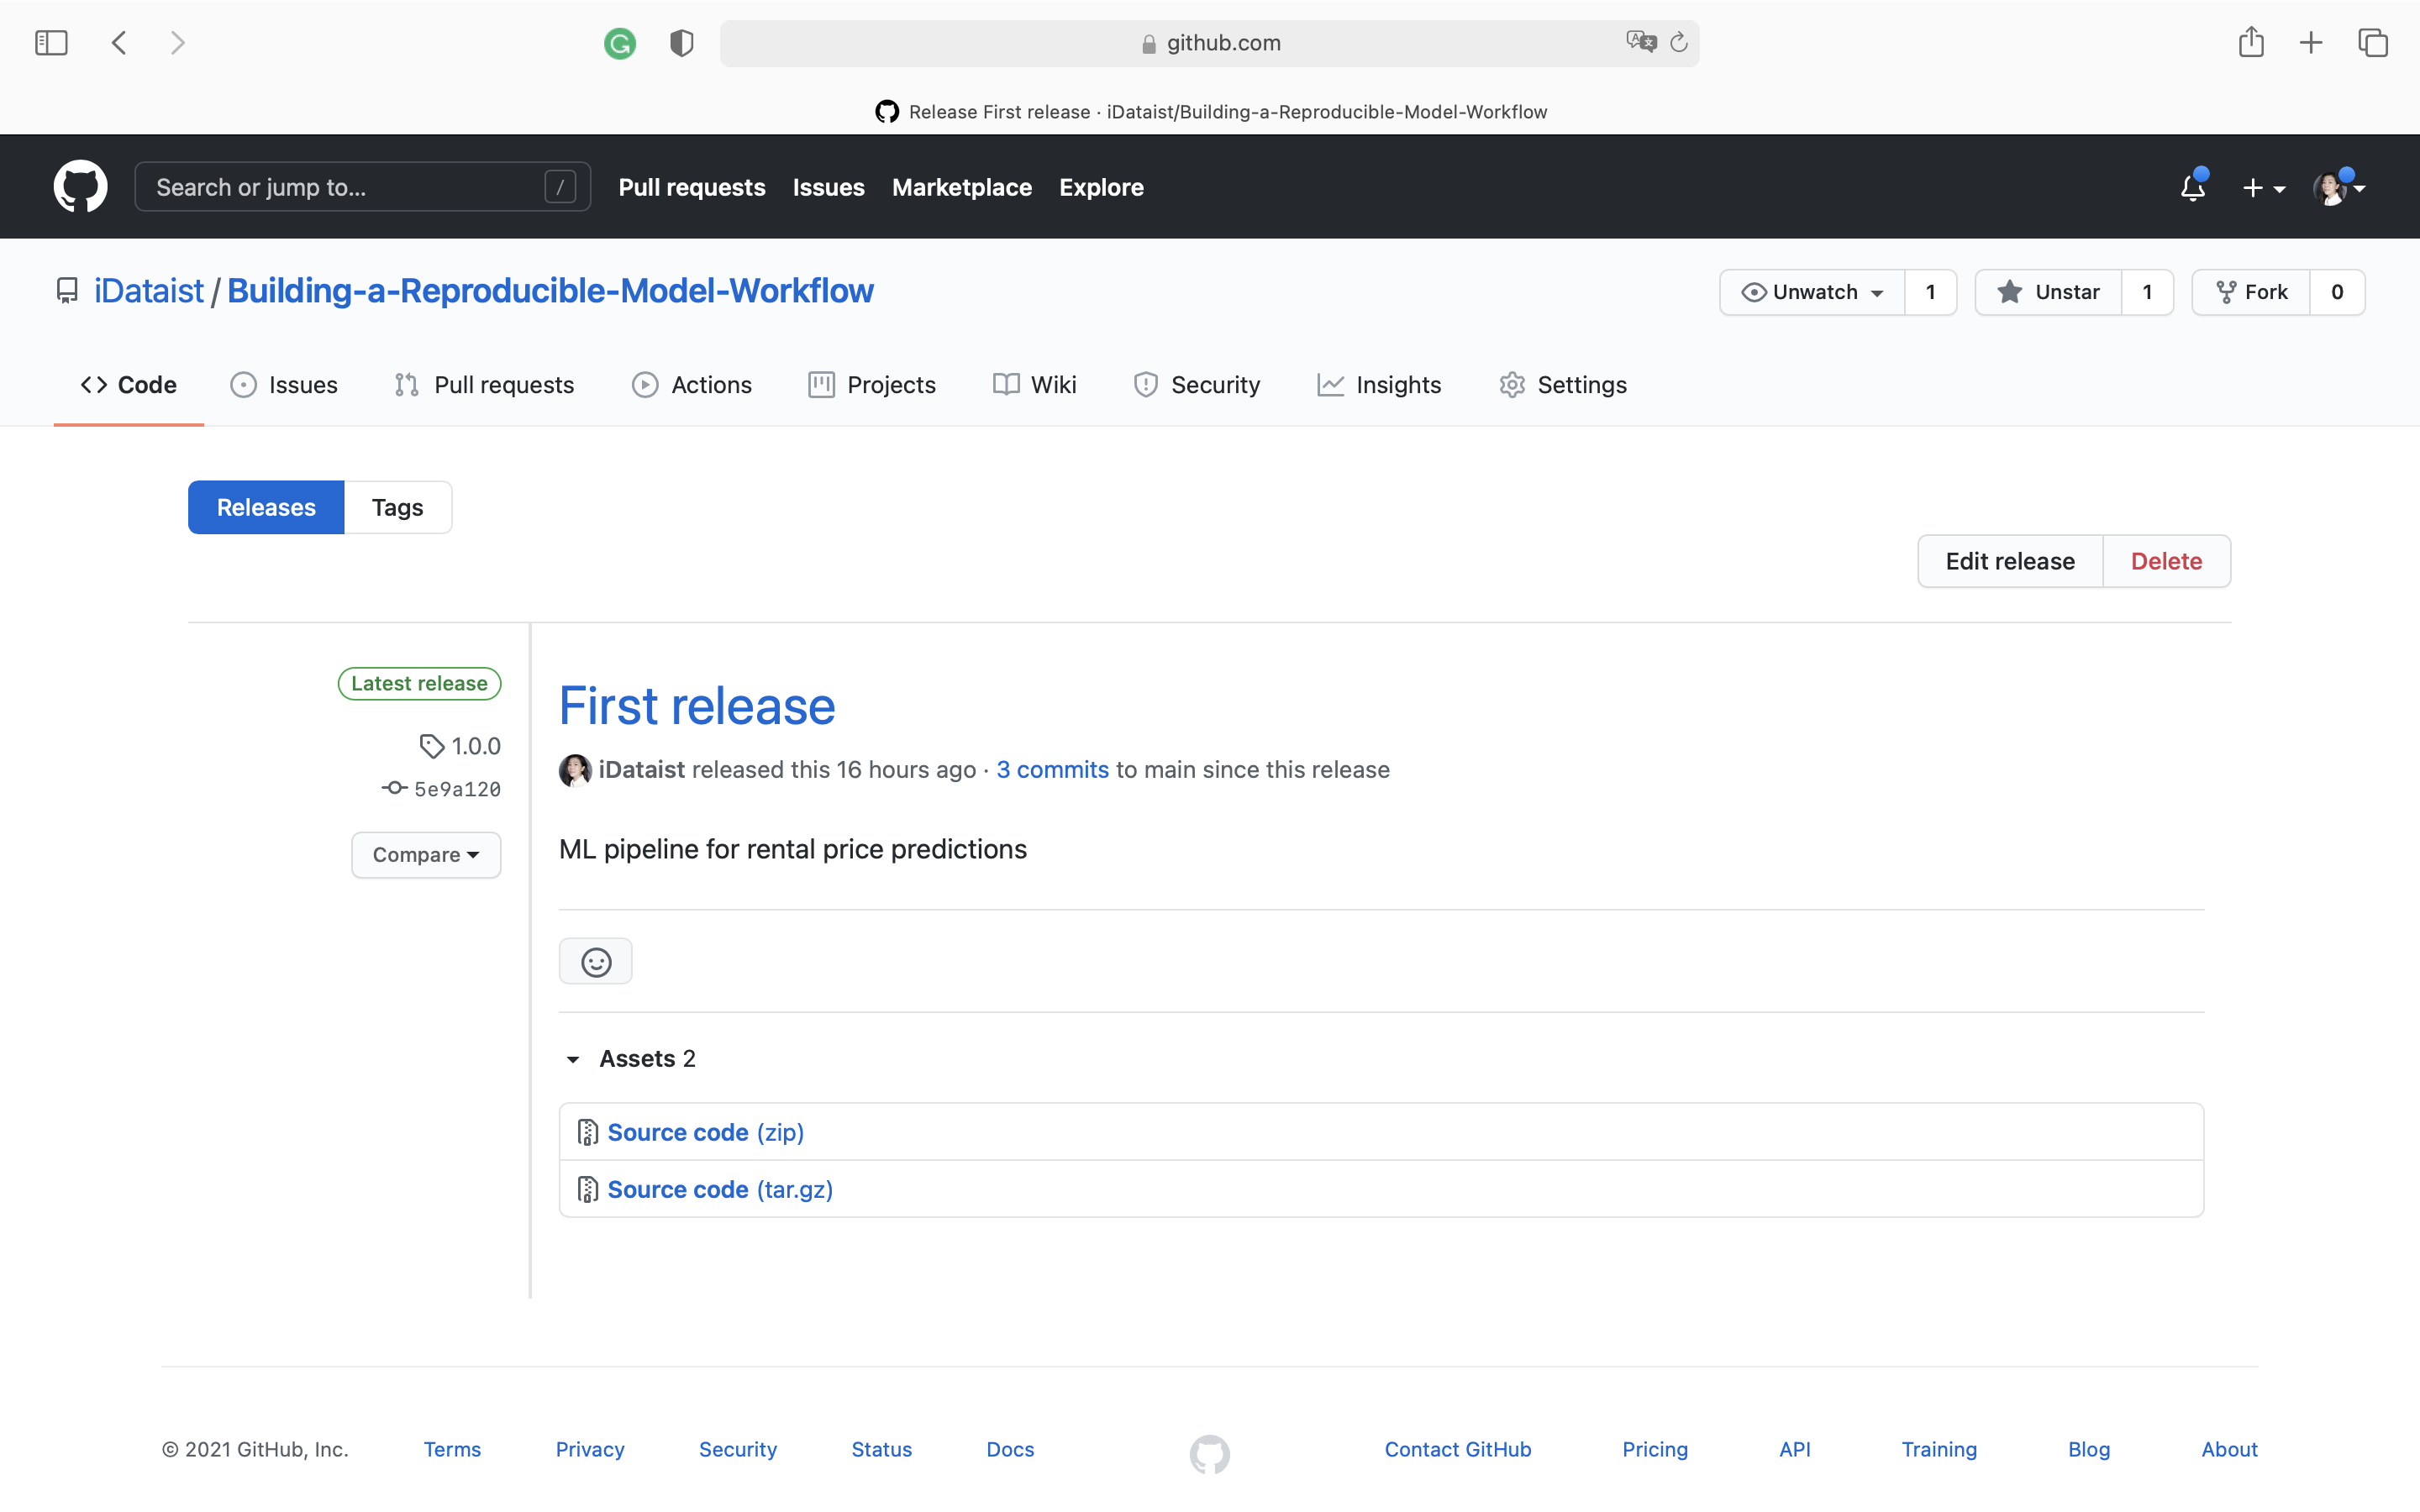 github.com
Release First release · iDataist/Building-a-Reproducible-Model-Workflow
Search or jump to... / Pull requests Issues Marketplace Explore
iDataist / Building-a-Reproducible-Model-Workflow Unwatch 1 Unstar 1 Fork 0
Code Issues Pull requests Actions Projects Wiki Security Insights Settings
Releases Tags
Edit release Delete
Latest release
1.0.0
5e9a120
Compare
First release
iDataist released this 16 hours ago · 3 commits to main since this release
ML pipeline for rental price predictions
Assets 2
Source code (zip)
Source code (tar.gz)
© 2021 GitHub, Inc. Terms Privacy Security Status Docs Contact GitHub Pricing API Training Blog About